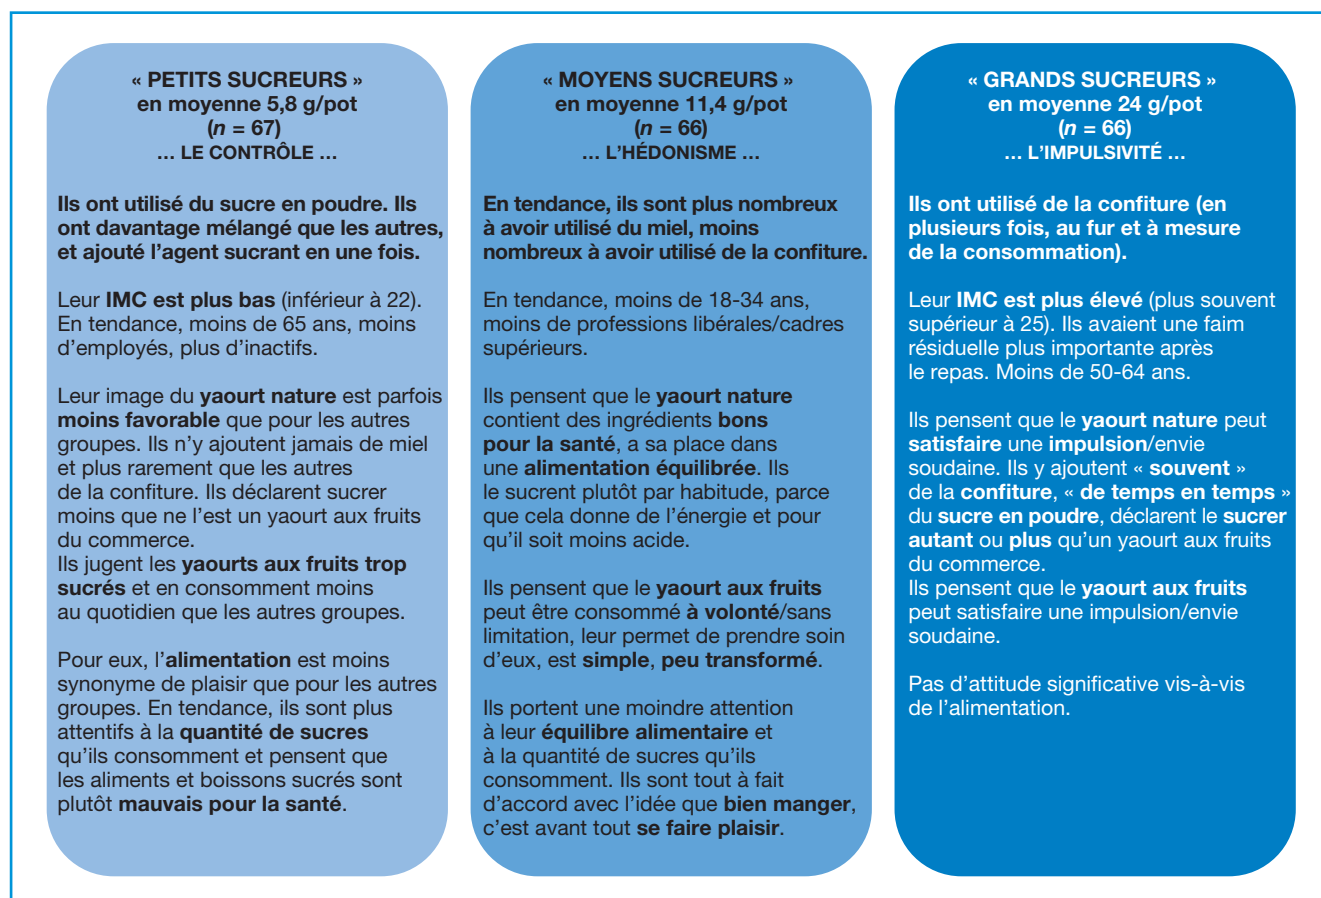 « PETITS SUCREURS »
en moyenne 5,8 g/pot
(n = 67)
… LE CONTRÔLE …
Ils ont utilisé du sucre en poudre. Ils
ont davantage mélangé que les autres,
et ajouté l’agent sucrant en une fois.
Leur IMC est plus bas (inférieur à 22).
En tendance, moins de 65 ans, moins
d’employés, plus d’inactifs.
Leur image du yaourt nature est parfois
moins favorable que pour les autres
groupes. Ils n’y ajoutent jamais de miel
et plus rarement que les autres
de la confiture. Ils déclarent sucrer
moins que ne l’est un yaourt aux fruits
du commerce.
Ils jugent les yaourts aux fruits trop
sucrés et en consomment moins
au quotidien que les autres groupes.
Pour eux, l’alimentation est moins
synonyme de plaisir que pour les autres
groupes. En tendance, ils sont plus
attentifs à la quantité de sucres
qu’ils consomment et pensent que
les aliments et boissons sucrés sont
plutôt mauvais pour la santé.
« MOYENS SUCREURS »
en moyenne 11,4 g/pot
(n = 66)
… L’HÉDONISME …
En tendance, ils sont plus nombreux
à avoir utilisé du miel, moins
nombreux à avoir utilisé de la confiture.
En tendance, moins de 18-34 ans,
moins de professions libérales/cadres
supérieurs.
Ils pensent que le yaourt nature
contient des ingrédients bons
pour la santé, a sa place dans
une alimentation équilibrée. Ils
le sucrent plutôt par habitude, parce
que cela donne de l’énergie et pour
qu’il soit moins acide.
Ils pensent que le yaourt aux fruits
peut être consommé à volonté/sans
limitation, leur permet de prendre soin
d’eux, est simple, peu transformé.
Ils portent une moindre attention
à leur équilibre alimentaire et
à la quantité de sucres qu’ils
consomment. Ils sont tout à fait
d’accord avec l’idée que bien manger,
c’est avant tout se faire plaisir.
« GRANDS SUCREURS »
en moyenne 24 g/pot
(n = 66)
… L’IMPULSIVITÉ …
Ils ont utilisé de la confiture (en
plusieurs fois, au fur et à mesure
de la consommation).
Leur IMC est plus élevé (plus souvent
supérieur à 25). Ils avaient une faim
résiduelle plus importante après
le repas. Moins de 50-64 ans.
Ils pensent que le yaourt nature peut
satisfaire une impulsion/envie
soudaine. Ils y ajoutent « souvent »
de la confiture, « de temps en temps »
du sucre en poudre, déclarent le sucrer
autant ou plus qu’un yaourt aux fruits
du commerce.
Ils pensent que le yaourt aux fruits
peut satisfaire une impulsion/envie
soudaine.
Pas d’attitude significative vis-à-vis
de l’alimentation.